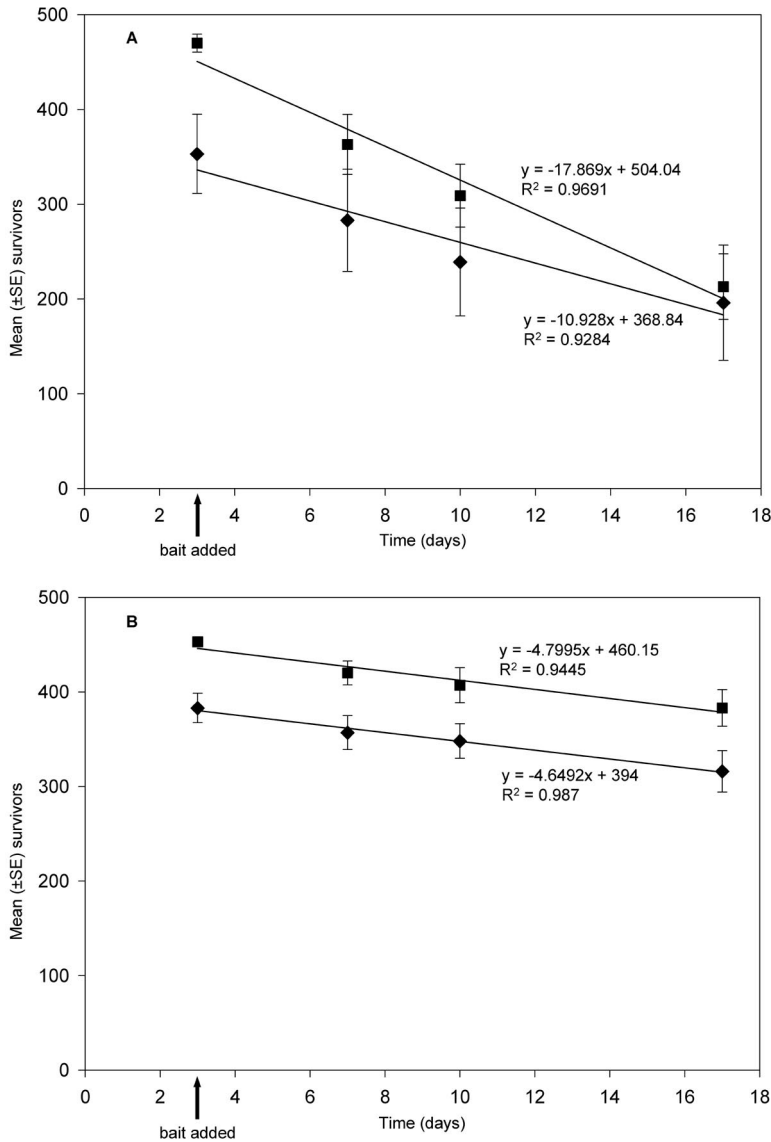 500
A
400
y = -17.869x + 504.04
R² = 0.9691
300
Mean (±SE) survivors
200
y = -10.928x + 368.84
R² = 0.9284
100
0
0 2 4 6 8 10 12 14 16 18
Time (days)
bait added
500
B
400
y = -4.7995x + 460.15
R² = 0.9445
300
Mean (±SE) survivors
y = -4.6492x + 394
R² = 0.987
200
100
0
0 2 4 6 8 10 12 14 16 18
Time (days)
bait added